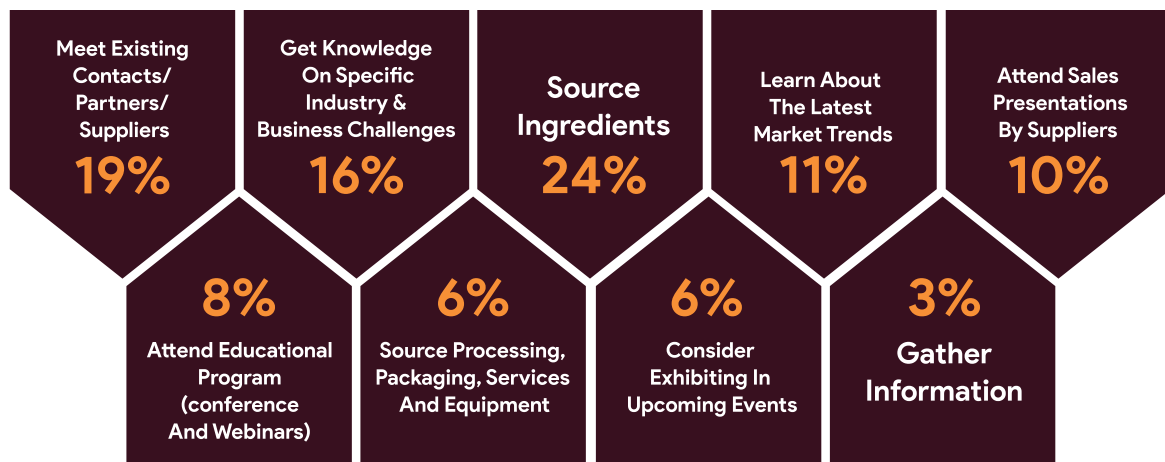 Meet Existing
Contacts/
Partners/
Suppliers
19%
Get Knowledge
On Specific
Industry &
Business Challenges
16%
Source
Ingredients
24%
Learn About
The Latest
Market Trends
11%
Attend Sales
Presentations
By Suppliers
10%
8%
Attend Educational
Program
(conference
And Webinars)
6%
Source Processing,
Packaging, Services
And Equipment
6%
Consider
Exhibiting In
Upcoming Events
3%
Gather
Information